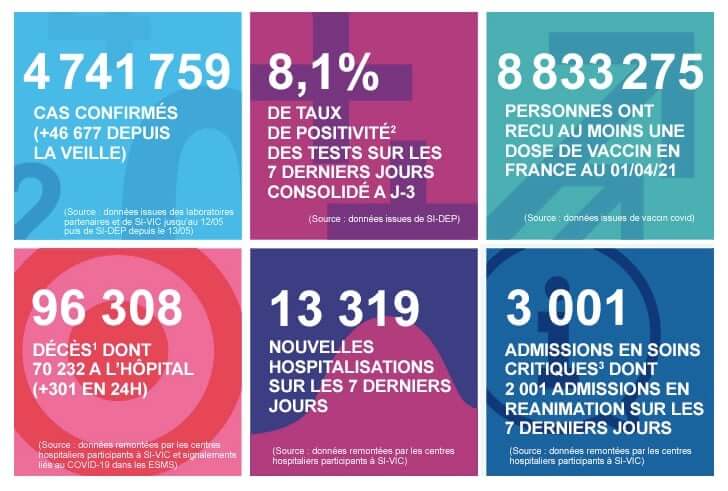 4 741 759
CAS CONFIRMÉS
(+46 677 DEPUIS
LA VEILLE)
(Source : données issues des laboratoires
partenaires et de SI-VIC jusqu'au 12/05
puis de SI-DEP depuis le 13/05)
8,1%
DE TAUX
DE POSITIVITÉ²
DES TESTS SUR LES
7 DERNIERS JOURS
CONSOLIDÉ A J-3
(Source : données issues de SI-DEP)
8 833 275
PERSONNES ONT
RECU AU MOINS UNE
DOSE DE VACCIN EN
FRANCE AU 01/04/21
(Source : données issues de vaccin covid)
96 308
DÉCÈS¹ DONT
70 232 A L'HÔPITAL
(+301 EN 24H)
(Source : données remontées par les centres
hospitaliers participants à SI-VIC et signalements
liés au COVID-19 dans les ESMS)
13 319
NOUVELLES
HOSPITALISATIONS
SUR LES 7 DERNIERS
JOURS
(Source : données remontées par les centres
hospitaliers participants à SI-VIC)
3 001
ADMISSIONS EN SOINS
CRITIQUES³ DONT
2 001 ADMISSIONS EN
REANIMATION SUR LES
7 DERNIERS JOURS
(Source : données remontées par les centres
hospitaliers participants à SI-VIC)